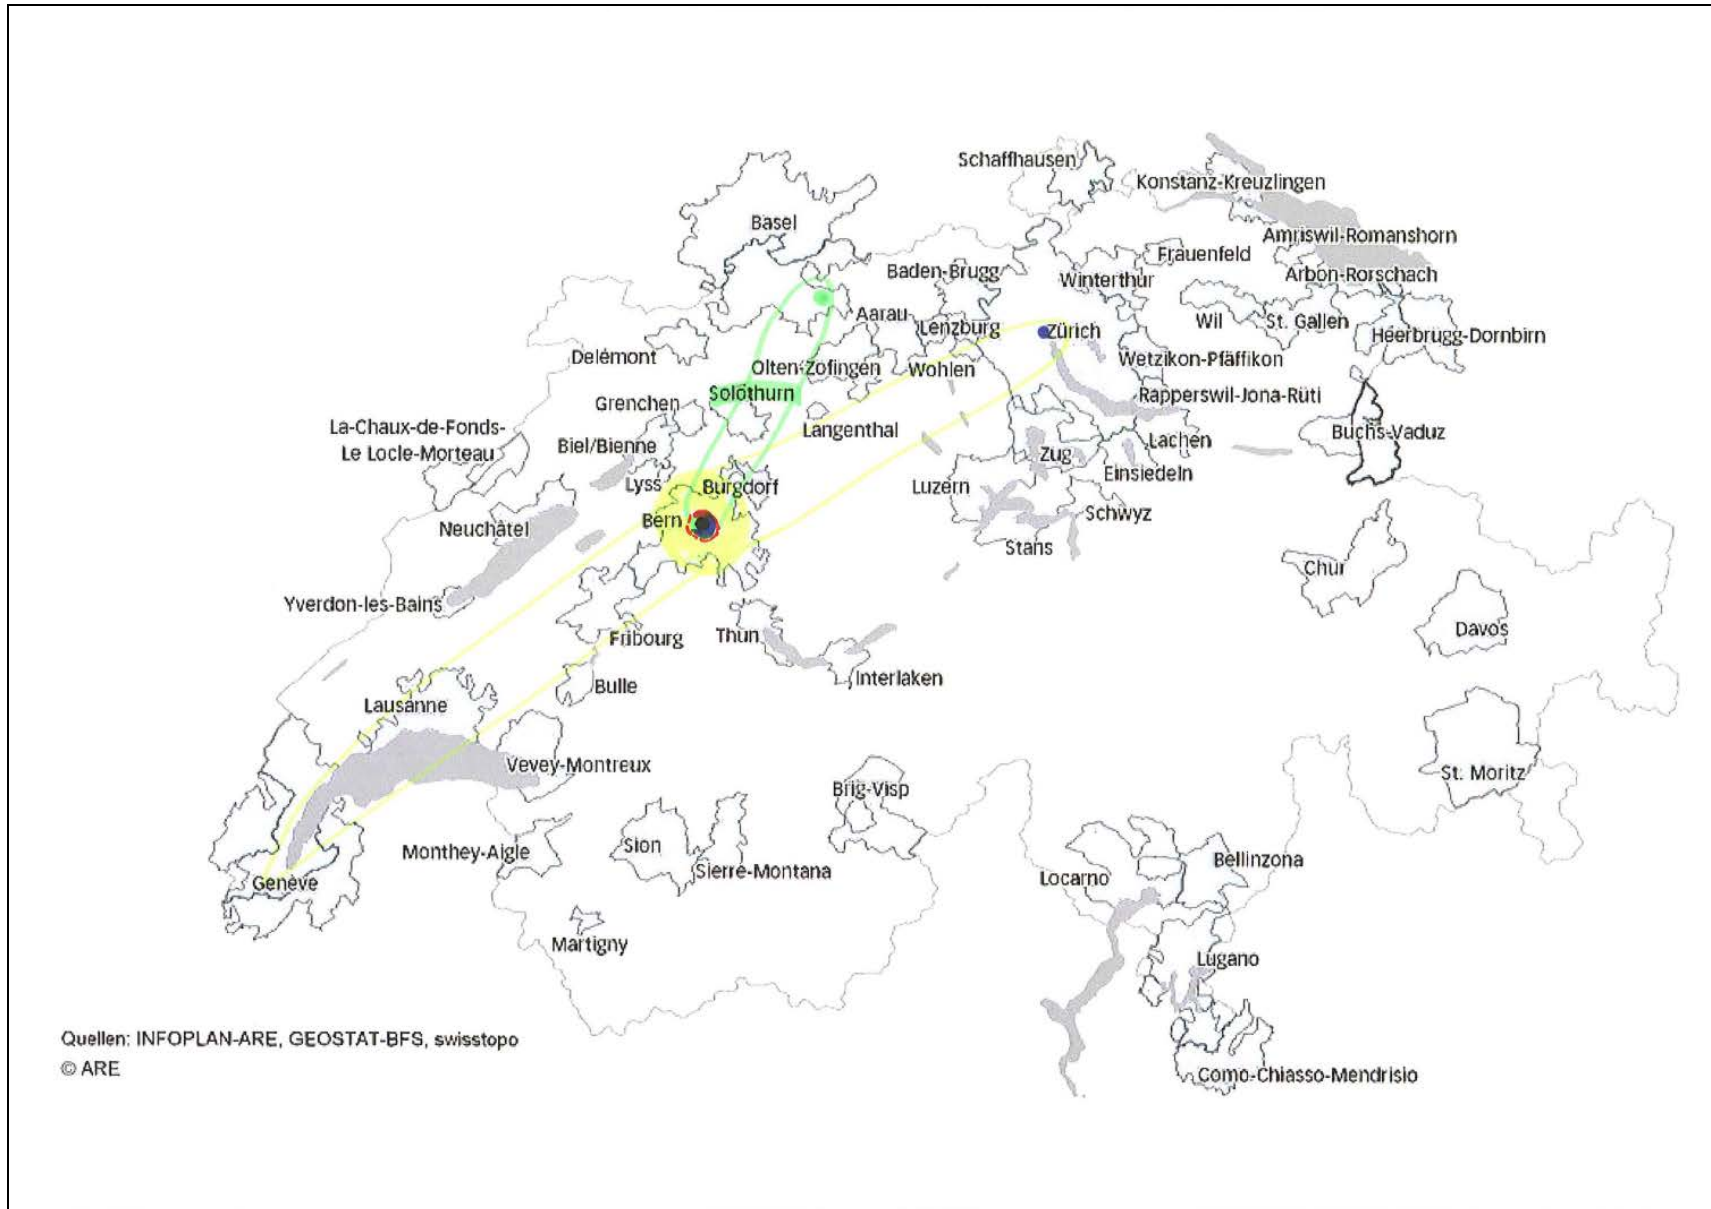 Schaffhausen
Konstanz-Kreuzlingen
Basel
Amriswil-Romanshorn
Frauenfeld
Baden-Brugg
Winterthur
Arbon-Rorschach
Aarau
Lenzburg
Zürich
Wil
St. Gallen
Heerbrugg-Dornbirn
Delémont
Olten-Zofingen
Wohlen
Wetzikon-Pfäffikon
Solothurn
Grenchen
Rapperswil-Jona-Rüti
La-Chaux-de-Fonds-
Le Locle-Morteau
Biel/Bienne
Langenthal
Lachen
Buchs-Vaduz
Zug
Einsiedeln
Lyss
Burgdorf
Luzern
Schwyz
Bern
Neuchâtel
Stans
Chur
Yverdon-les-Bains
Fribourg
Thun
Davos
Interlaken
Bulle
Lausanne
Vevey-Montreux
St. Moritz
Brig-Visp
Monthey-Aigle
Sion
Sierre-Montana
Bellinzona
Locarno
Genève
Martigny
Lugano
Quellen: INFOPLAN-ARE, GEOSTAT-BFS, swisstopo
© ARE
Como-Chiasso-Mendrisio